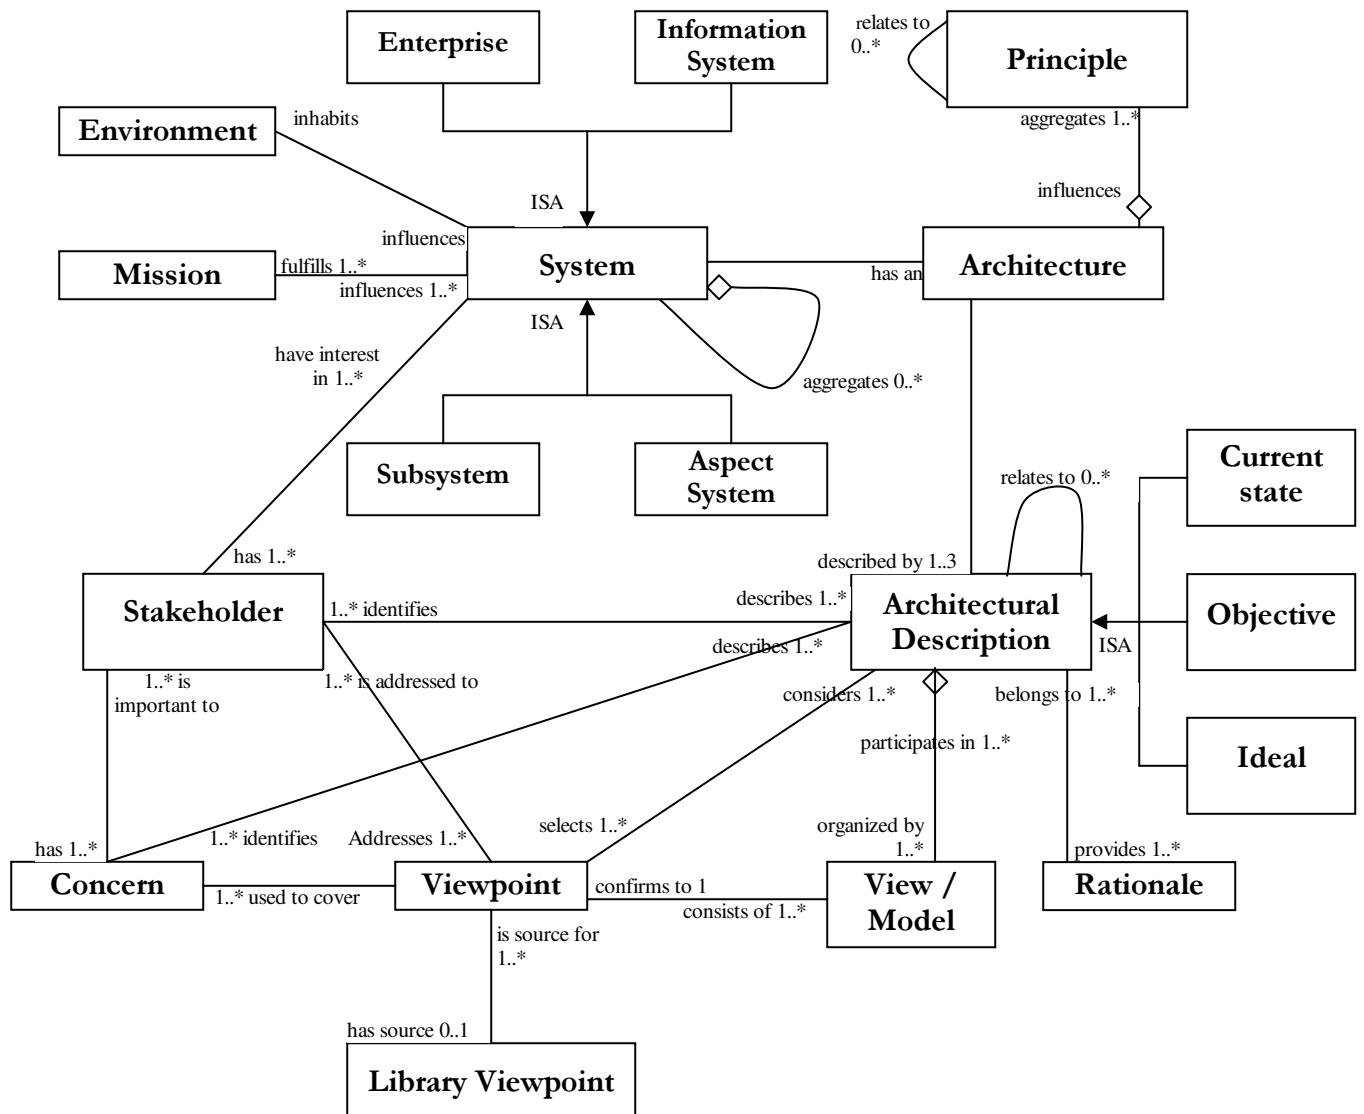 Enterprise
Information
System
relates to
0..*
Principle
aggregates 1..*
Environment
inhabits
ISA
influences
influences
Mission
fulfills 1..*
influences 1..*
System
has an
Architecture
ISA
have interest
in 1..*
aggregates 0..*
Subsystem
Aspect
System
Current
state
relates to 0..*
has 1..*
described by 1..3
Stakeholder
1..* identifies
describes 1..*
Architectural
Description
ISA
Objective
describes 1..*
1..* is
important to
1..* is addressed to
considers 1..*
belongs to 1..*
participates in 1..*
Ideal
has 1..*
1..* identifies
Addresses 1..*
selects 1..*
organized by
1..*
provides 1..*
Concern
1..* used to cover
Viewpoint
confirms to 1
consists of 1..*
View /
Model
Rationale
is source for
1..*
has source 0..1
Library Viewpoint